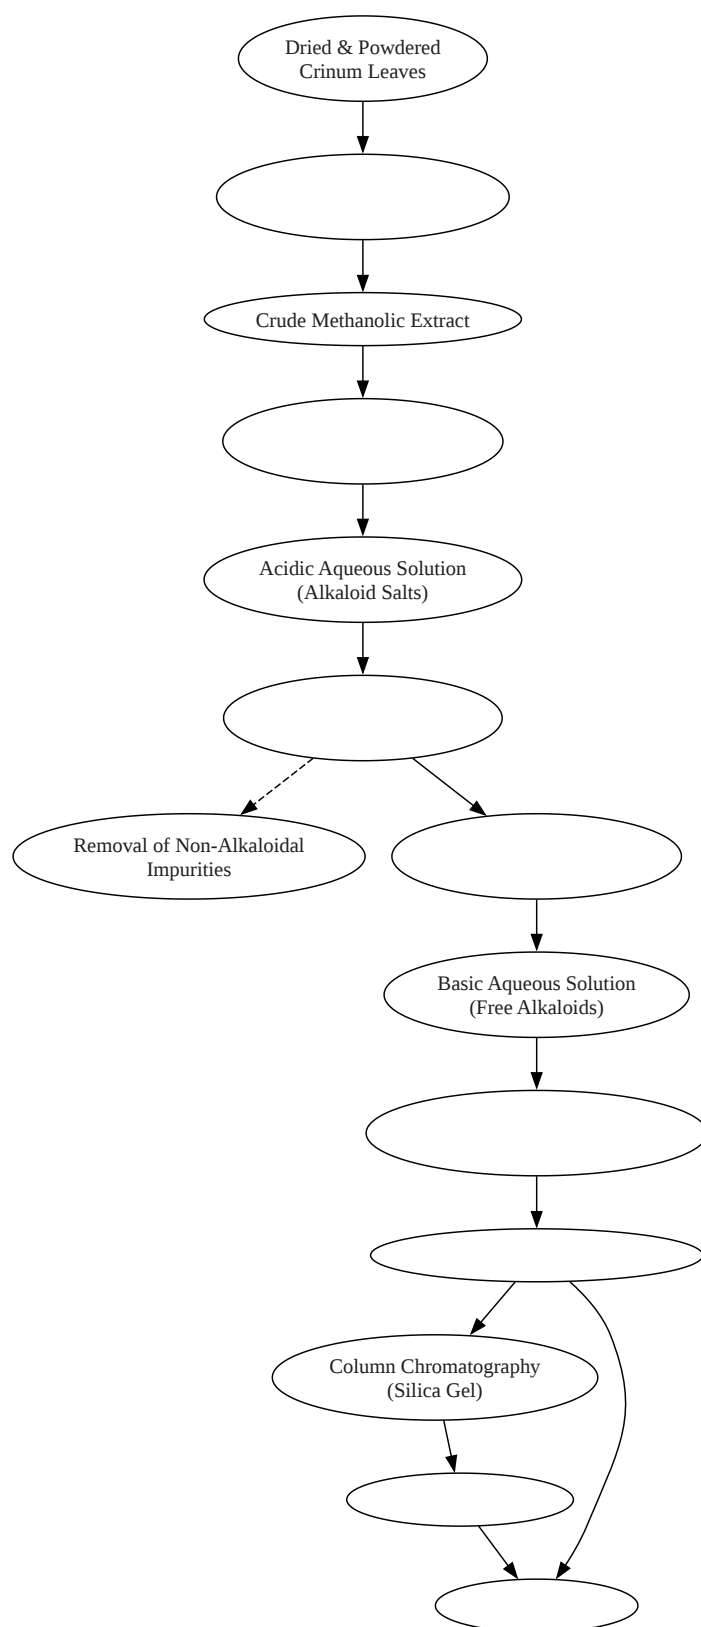 Dried & Powdered
Crinum Leaves
Crude Methanolic Extract
Acidic Aqueous Solution
(Alkaloid Salts)
Removal of Non-Alkaloidal
Impurities
Basic Aqueous Solution
(Free Alkaloids)
Column Chromatography
(Silica Gel)